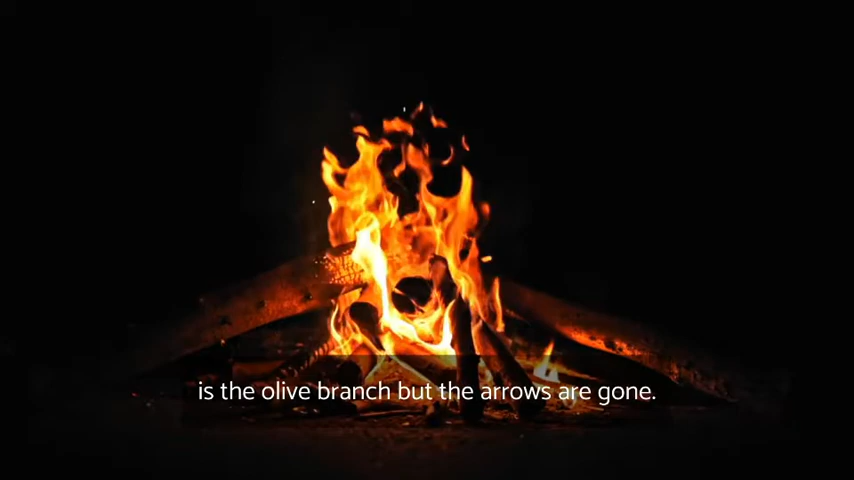 is the olive branch but the arrows are gone.